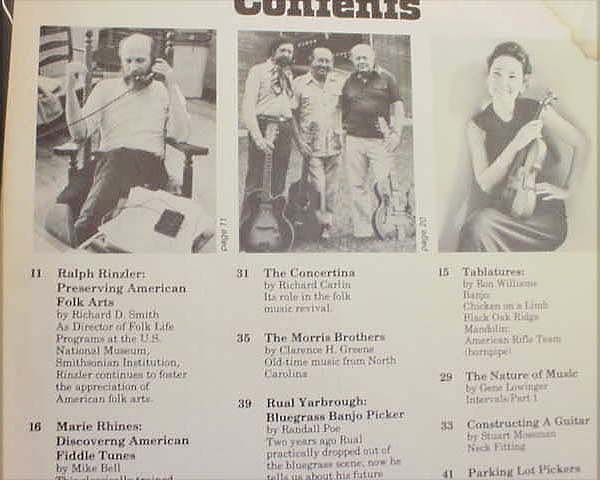 Contents
page 11
page 20
11 Ralph Rinzler:
Preserving American
Folk Arts
by Richard D. Smith
As Director of Folk Life
Programs at the U.S.
National Museum,
Smithsonian Institution,
Rinzler continues to foster
the appreciation of
American folk arts.
16 Marie Rhines:
Discoverng American
Fiddle Tunes
by Mike Bell
This classically trained
31 The Concertina
by Richard Carlin
Its role in the folk
music revival.
35 The Morris Brothers
by Clarence H. Greene
Old-time music from North
Carolina
39 Rual Yarbrough:
Bluegrass Banjo Picker
by Randall Poe
Two years ago Rual
practically dropped out of
the bluegrass scene; now he
tells us about his future
15 Tablatures:
by Ron Williams
Banjo:
Chicken on a Limb
Black Oak Ridge
Mandolin:
American Rifle Team
(hornpipe)
29 The Nature of Music
by Gene Lowinger
Intervals/Part 1
33 Constructing A Guitar
by Stuart Mossman
Neck Fitting
41 Parking Lot Pickers